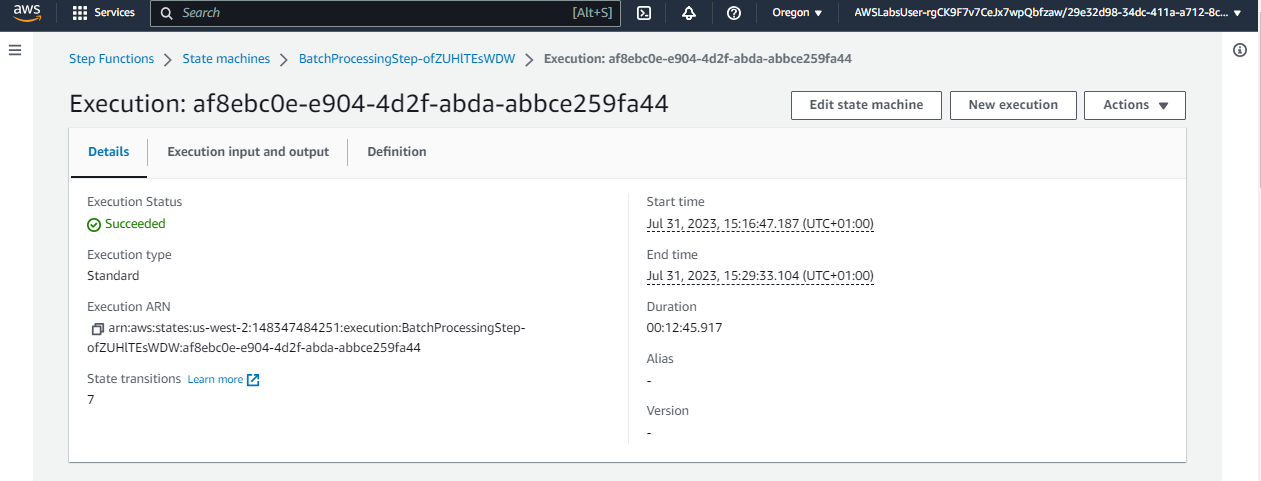 aws Services Search [Alt+S] Oregon AWSLabsUser-rgCK9F7v7CeJx7wpQbfzaw/29e32d98-34dc-411a-a712-8c...
Step Functions > State machines > BatchProcessingStep-ofZUHlTEsWDW > Execution: af8ebc0e-e904-4d2f-abda-abbce259fa44
Execution: af8ebc0e-e904-4d2f-abda-abbce259fa44
Edit state machine New execution Actions
Details Execution input and output Definition
Execution Status
Succeeded
Execution type
Standard
Execution ARN
arn:aws:states:us-west-2:148347484251:execution:BatchProcessingStep-
ofZUHlTEsWDW:af8ebc0e-e904-4d2f-abda-abbce259fa44
State transitions Learn more
7
Start time
Jul 31, 2023, 15:16:47.187 (UTC+01:00)
End time
Jul 31, 2023, 15:29:33.104 (UTC+01:00)
Duration
00:12:45.917
Alias
-
Version
-